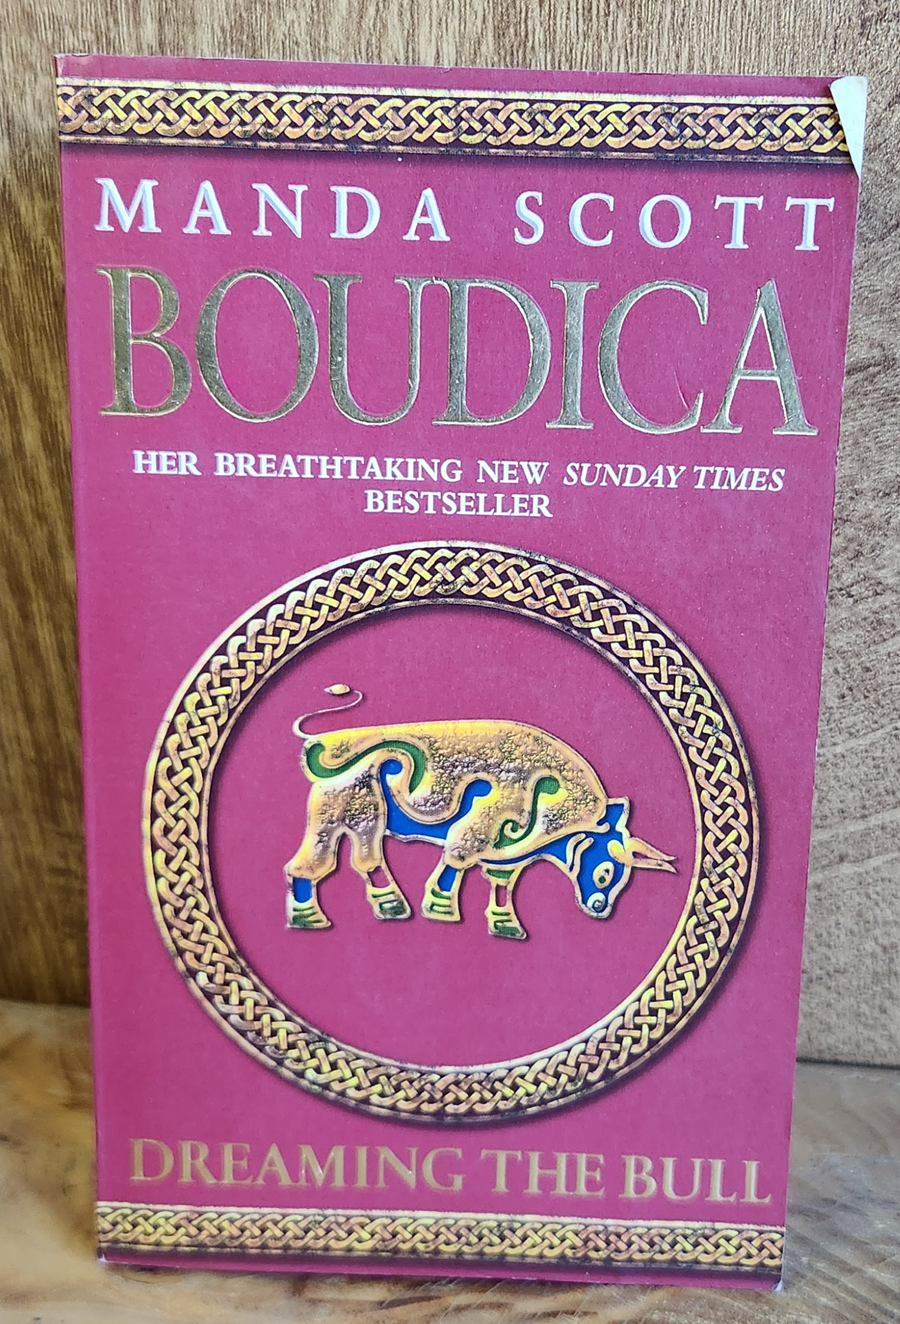 MANDA SCOTT
BOUDICA
HER BREATHTAKING NEW SUNDAY TIMES
BESTSELLER
DREAMING THE BULL